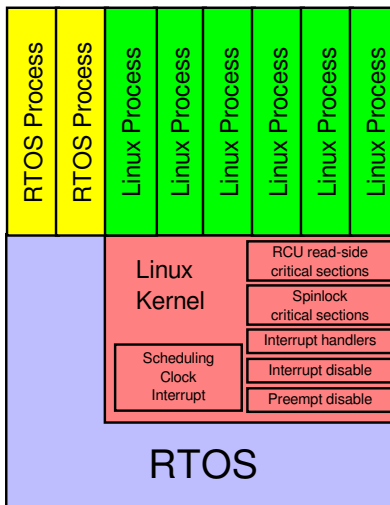 RTOS Process
RTOS Process
Linux Process
Linux Process
Linux Process
Linux Process
Linux Process
Linux Process
Linux
Kernel
RCU read-side
critical sections
Spinlock
critical sections
Interrupt handlers
Scheduling
Clock
Interrupt
Interrupt disable
Preempt disable
RTOS